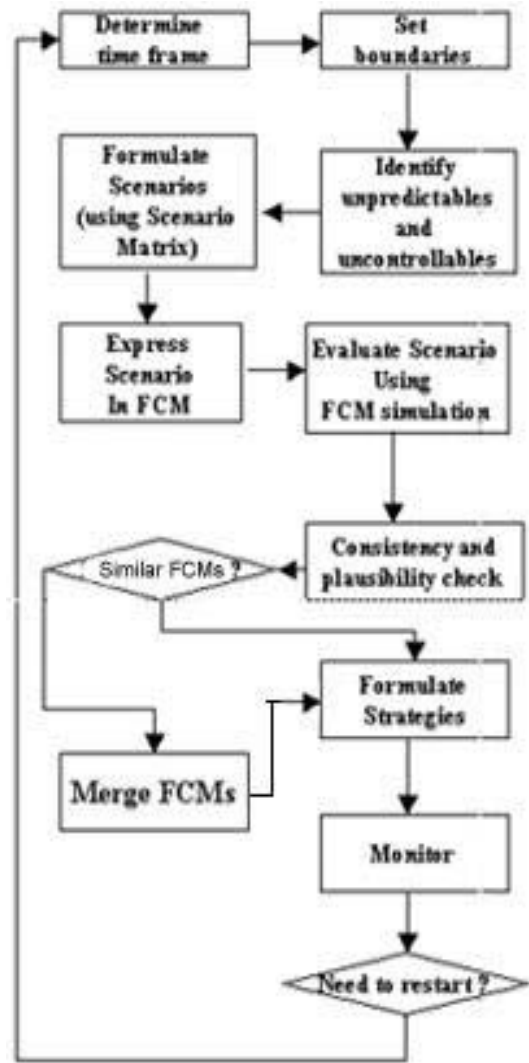 Determine
time frame
Set
boundaries
Formulate
Scenarios
(using Scenario
Matrix)
Identify
unpredictables
and
uncontrollables
Express
Scenario
In FCM
Evaluate Scenario
Using
FCM simulation
Consistency and
plausibility check
Similar FCMs ?
Formulate
Strategies
Merge FCMs
Monitor
Need to restart ?